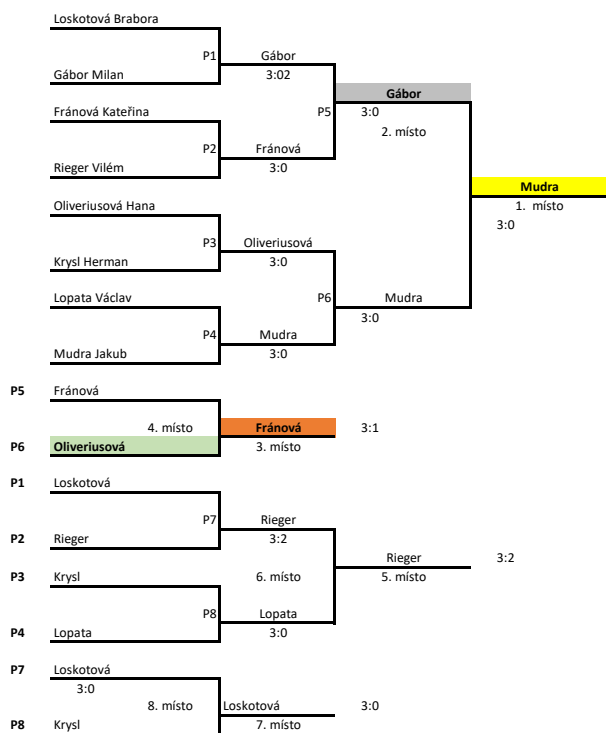 Loskotová Brabora
P1 Gábor
Gábor Milan 3:02
Gábor
Fránová Kateřina P5 3:0
2. místo
P2 Fránová
Rieger Vilém 3:0
Mudra
1. místo
Oliveriusová Hana 3:0
P3 Oliveriusová
Krysl Herman 3:0
Lopata Václav P6 Mudra
3:0
P4 Mudra
Mudra Jakub 3:0
P5 Fránová
4. místo Fránová 3:1
P6 Oliveriusová 3. místo
P1 Loskotová
P7 Rieger
P2 Rieger 3:2
Rieger 3:2
P3 Krysl 6. místo 5. místo
P8 Lopata
P4 Lopata 3:0
P7 Loskotová
3:0
8. místo Loskotová 3:0
P8 Krysl 7. místo